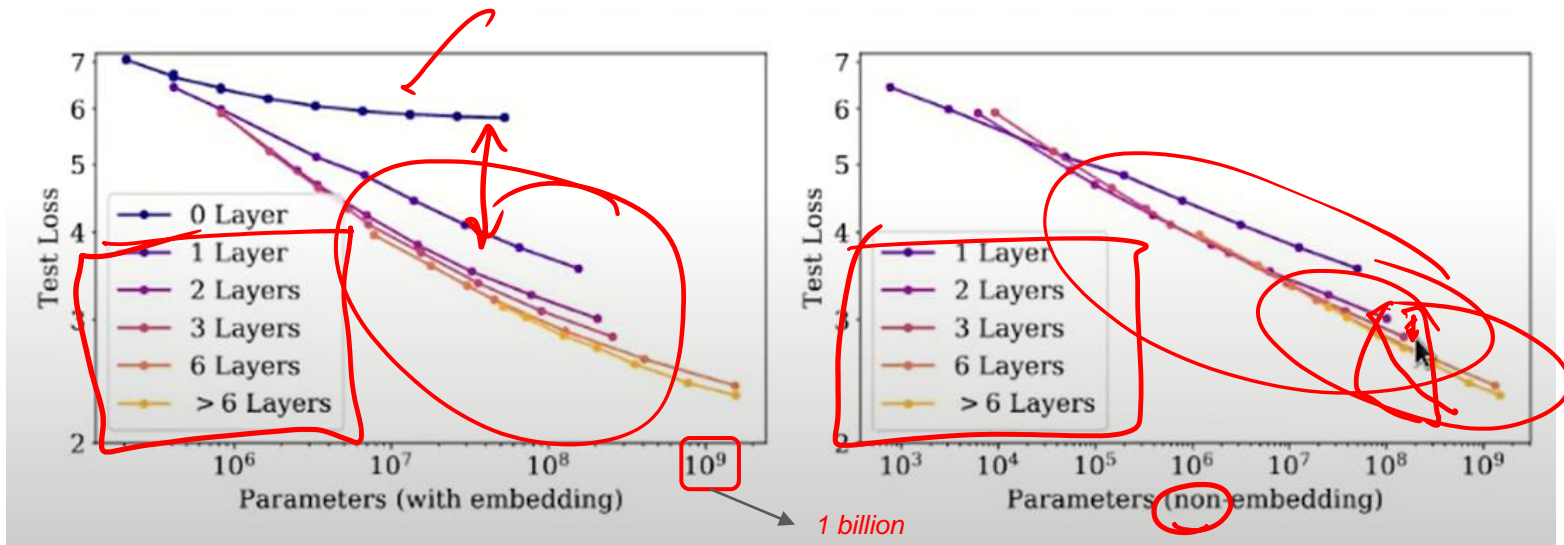 7
6
5
4
3
2
Test Loss
0 Layer
1 Layer
2 Layers
3 Layers
6 Layers
> 6 Layers
10⁶
10⁷
10⁸
10⁹
Parameters (with embedding)
7
6
5
4
3
2
Test Loss
1 Layer
2 Layers
3 Layers
6 Layers
> 6 Layers
10³
10⁴
10⁵
10⁶
10⁷
10⁸
10⁹
Parameters (non-embedding)
1 billion